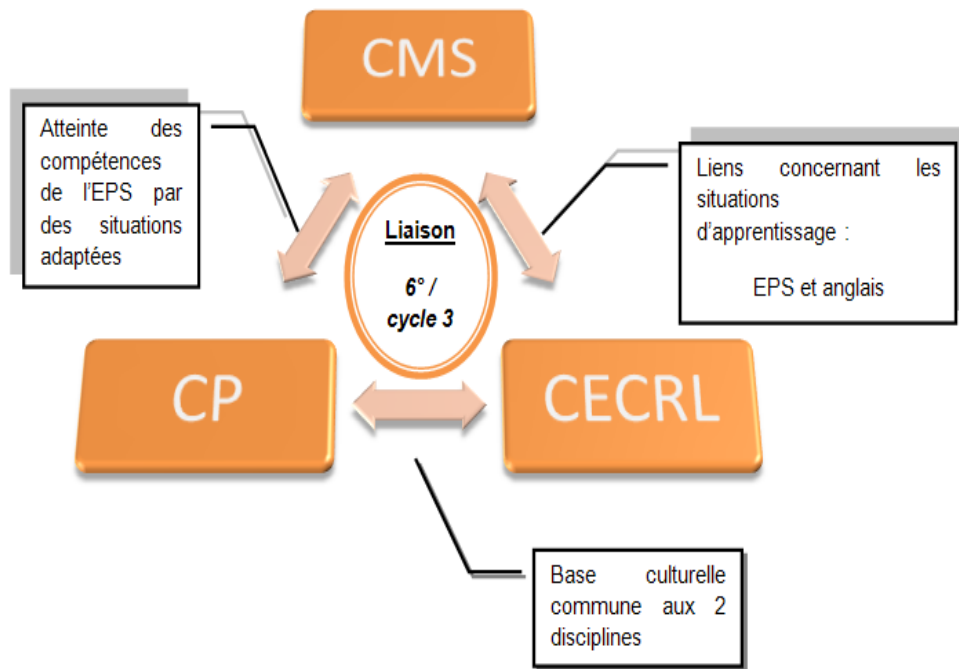 CMS
Atteinte des
compétences
de l'EPS par
des situations
adaptées
Liens concernant les
situations
d'apprentissage :
EPS et anglais
Liaison
6° /
cycle 3
CP
CECRL
Base culturelle
commune aux 2
disciplines